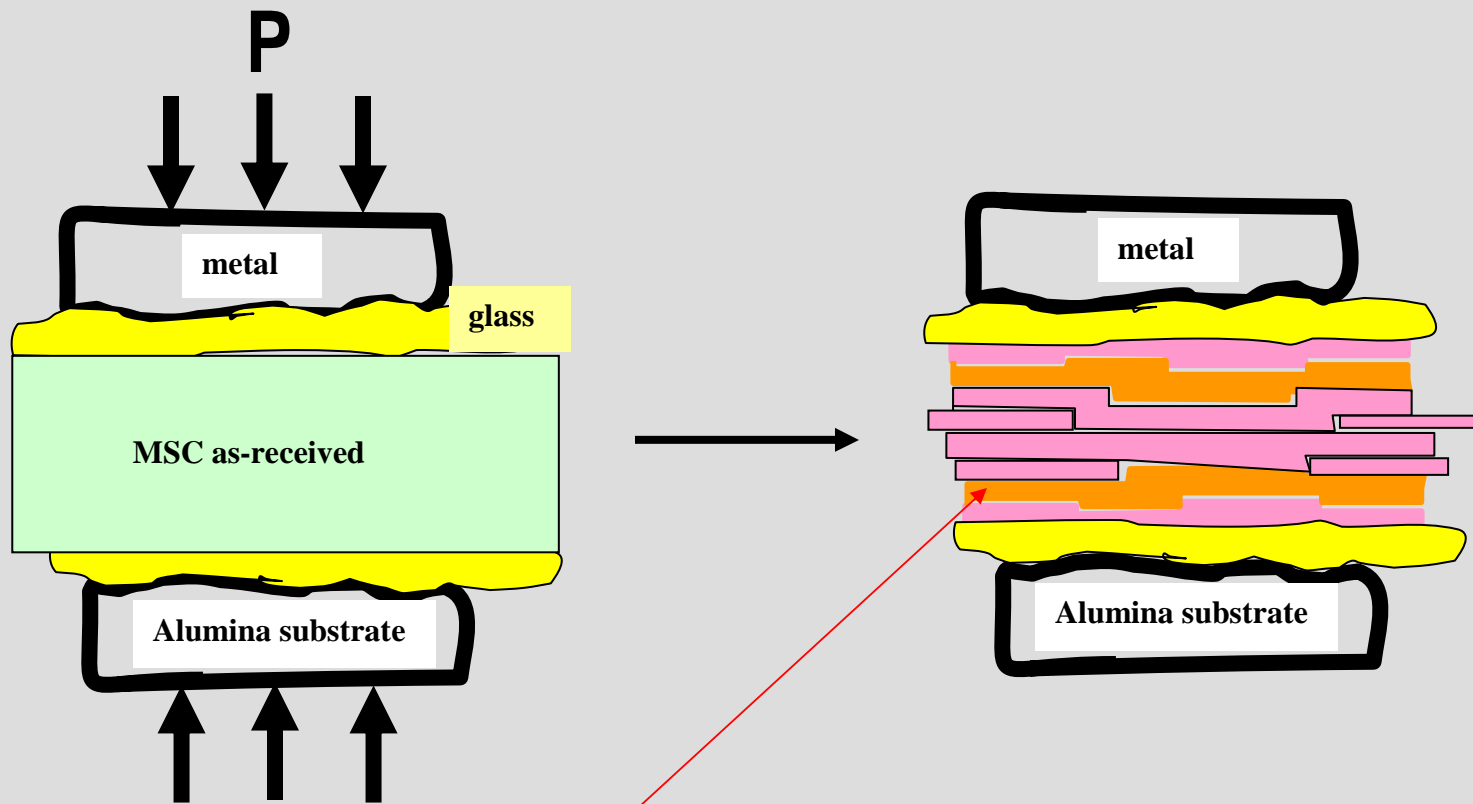 P
metal
glass
MSC as-received
Alumina substrate
metal
Alumina substrate